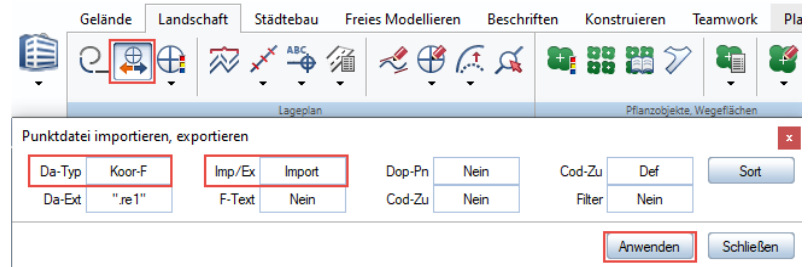 Gelände Landschaft Städtebau Freies Modellieren Beschriften Konstruieren Teamwork Pla
ABC
Lageplan Pflanzobjekte, Wegeflächen
Punktdatei importieren, exportieren x
Da-Typ Koor-F Imp/Ex Import Dop-Pn Nein Cod-Zu Def Sort
Da-Ext ".re1" F-Text Nein Cod-Zu Nein Filter Nein
Anwenden Schließen